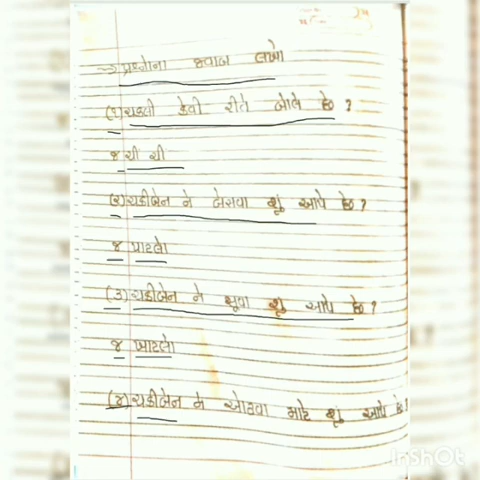 → પ્રશ્નોના જવાબ લખો
(૧) ચકલી કેવી રીતે બોલે છે?
જ ચી ચી
(૨) ચકીબેન ને બેસવા શું આપે છે?
જ પાટલો
(૩) ચકીબેન ને સૂવા શું આપે છે?
જ ખાટલો
(૪) ચકીબેન ને ઓઢવા માટે શું આપે છે?
InShOt